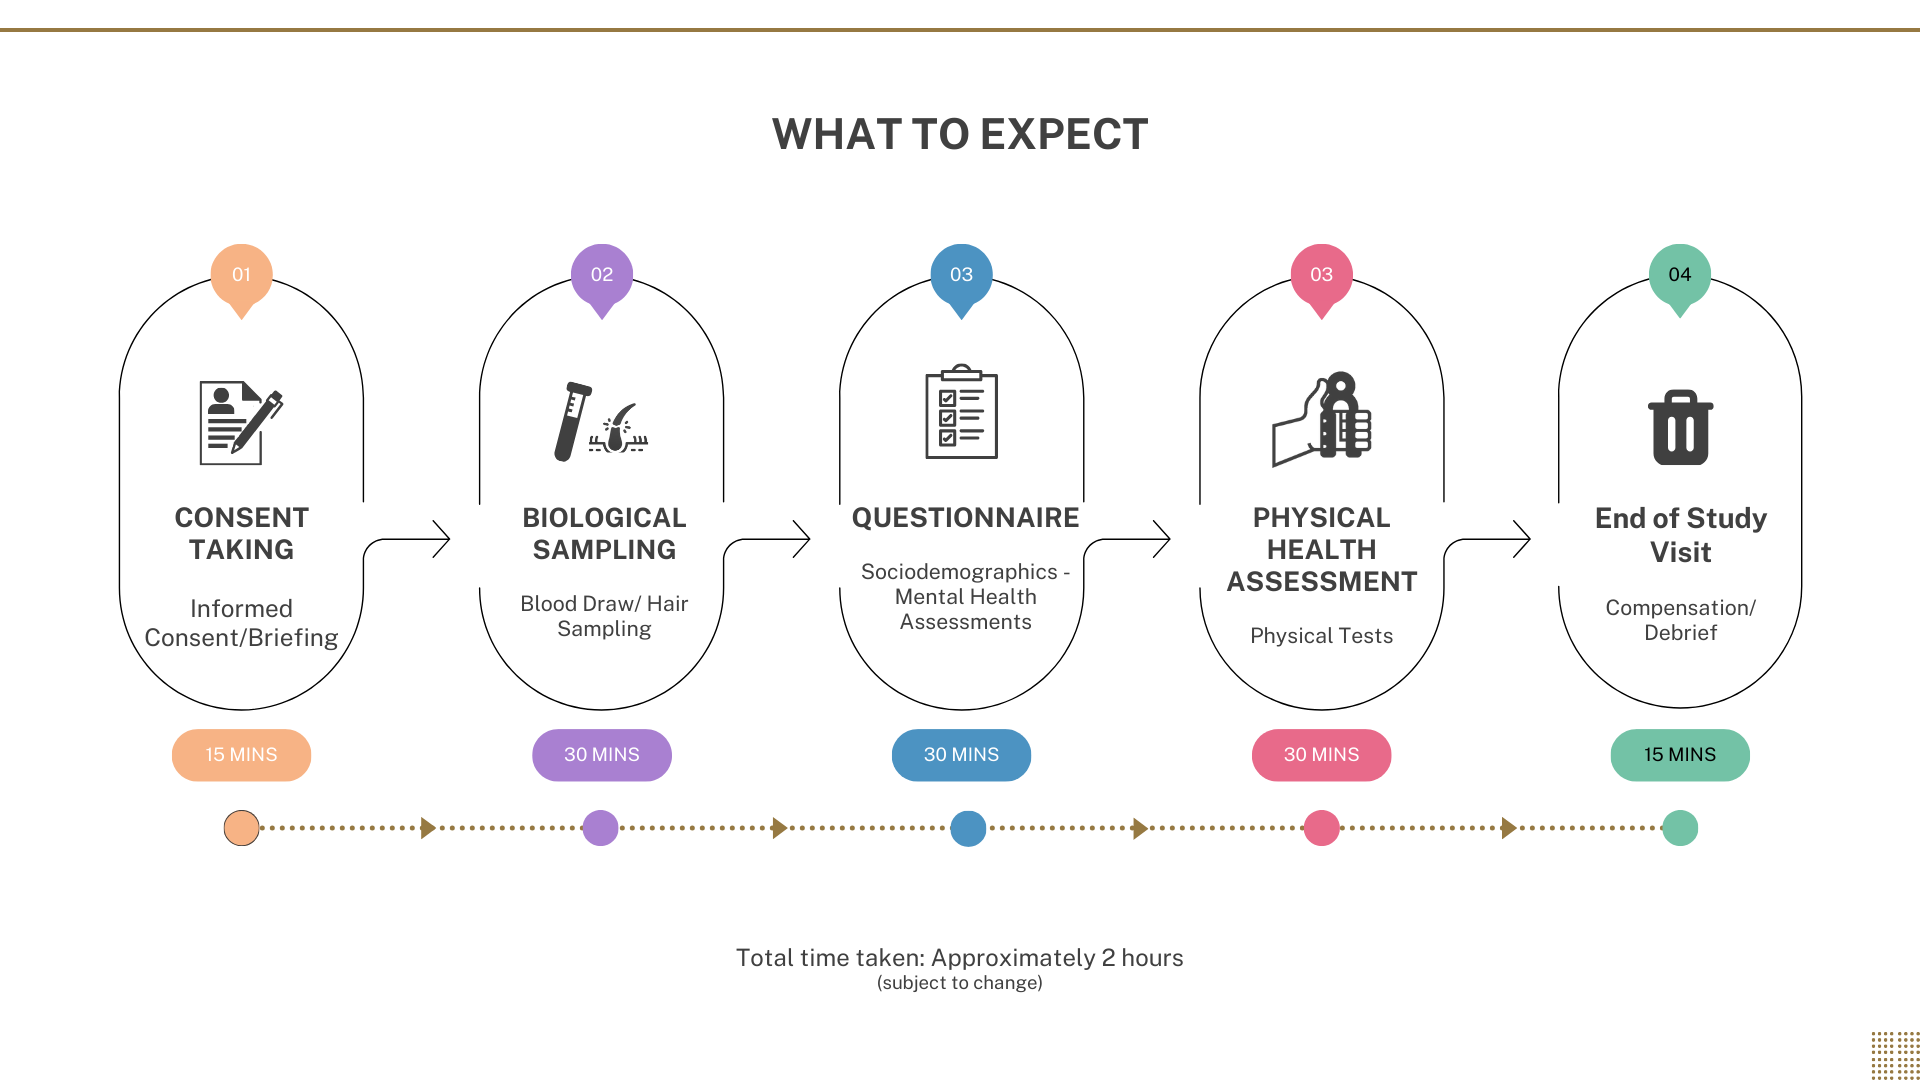 WHAT TO EXPECT
01
CONSENT
TAKING
Informed
Consent/Briefing
15 MINS
02
BIOLOGICAL
SAMPLING
Blood Draw/ Hair
Sampling
30 MINS
03
QUESTIONNAIRE
Sociodemographics -
Mental Health
Assessments
30 MINS
03
PHYSICAL
HEALTH
ASSESSMENT
Physical Tests
30 MINS
04
End of Study
Visit
Compensation/
Debrief
15 MINS
Total time taken: Approximately 2 hours
(subject to change)